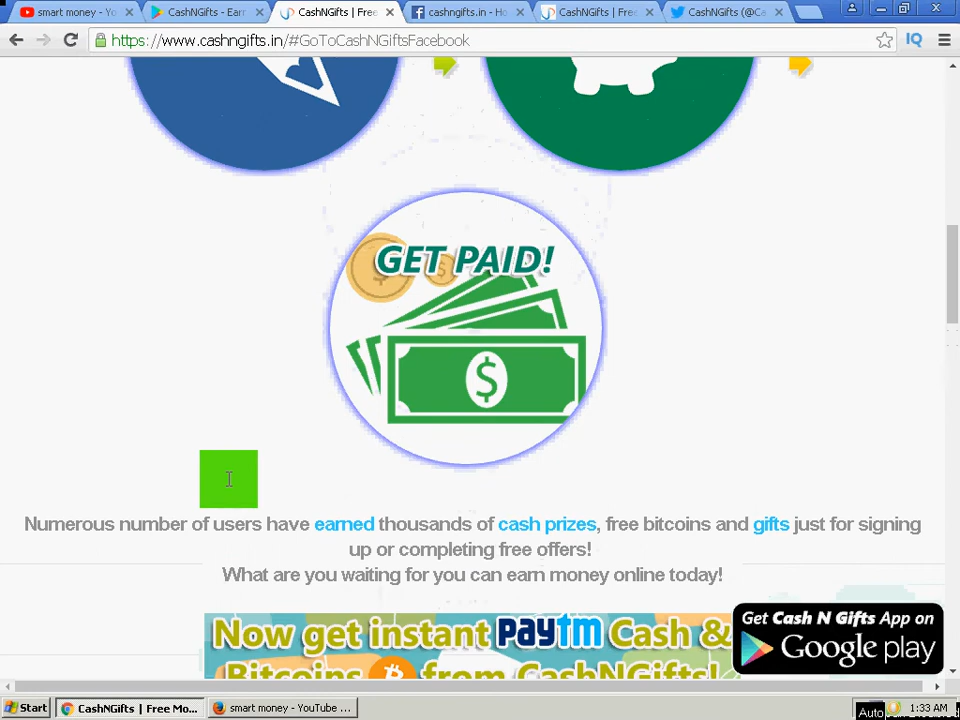 smart money - Yo
CashNGifts - Earn
CashNGifts | Free
cashngifts.in - Ho
CashNGifts | Free
CashNGifts (@Ca
https://www.cashngifts.in/#GoToCashNGiftsFacebook
IQ
GET PAID!
$
Numerous number of users have earned thousands of cash prizes, free bitcoins and gifts just for signing
up or completing free offers!
What are you waiting for you can earn money online today!
Now get instant paytm Cash &
Bitcoins from CashNGifts!
Get Cash N Gifts App on
Google play
Start
CashNGifts | Free Mo...
smart money - YouTube ...
1:33 AM